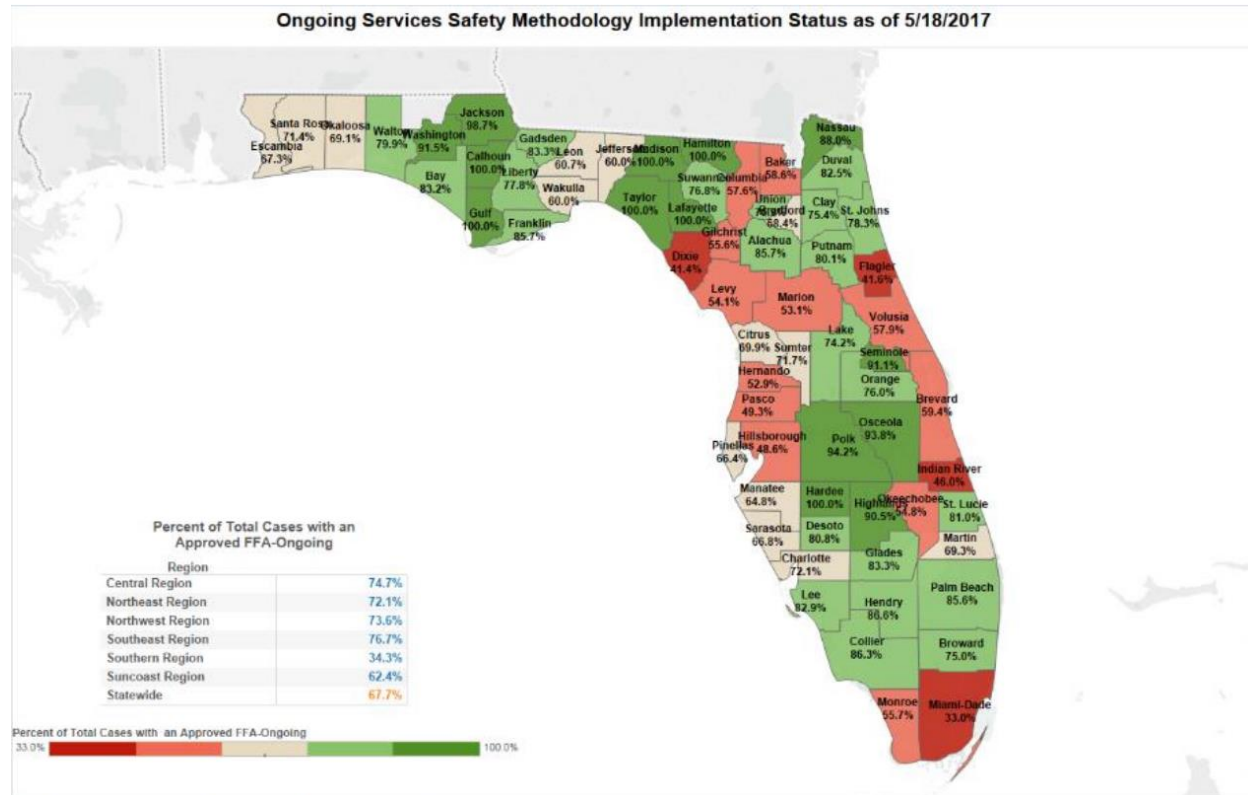 Ongoing Services Safety Methodology Implementation Status as of 5/18/2017
Jackson
98.7%
Santa Rosa
71.4%
Okaloosa
69.1%
Escambia
67.3%
Walton
79.9%
Washington
91.5%
Calhoun
100.0%
Bay
83.2%
Gulf
100.0%
Gadsden
83.3%
Liberty
77.8%
Franklin
85.7%
Leon
60.7%
Wakulla
60.0%
Jefferson
60.0%
Madison
100.0%
Taylor
100.0%
Hamilton
100.0%
Suwannee
76.8%
Lafayette
100.0%
Columbia
57.6%
Baker
58.6%
Nassau
88.0%
Duval
82.5%
Union
Bradford
68.4%
Clay
75.4%
St. Johns
78.3%
Gilchrist
55.6%
Alachua
85.7%
Putnam
80.1%
Dixie
41.4%
Flagler
41.6%
Levy
54.1%
Marion
53.1%
Volusia
57.9%
Citrus
69.9%
Sumter
71.7%
Lake
74.2%
Seminole
91.1%
Orange
76.0%
Hernando
52.9%
Pasco
49.3%
Brevard
59.4%
Osceola
93.8%
Polk
94.2%
Hillsborough
48.6%
Pinellas
66.4%
Indian River
46.0%
Manatee
64.8%
Hardee
100.0%
Highlands
90.5%
Okeechobee
54.8%
St. Lucie
81.0%
Sarasota
66.8%
Desoto
80.8%
Martin
69.3%
Charlotte
72.1%
Glades
83.3%
Lee
82.9%
Hendry
86.6%
Palm Beach
85.6%
Collier
86.3%
Broward
75.0%
Monroe
55.7%
Miami-Dade
33.0%
Percent of Total Cases with an
Approved FFA-Ongoing
Region
Central Region 74.7%
Northeast Region 72.1%
Northwest Region 73.6%
Southeast Region 76.7%
Southern Region 34.3%
Suncoast Region 62.4%
Statewide 67.7%
Percent of Total Cases with an Approved FFA-Ongoing
33.0% 100.0%